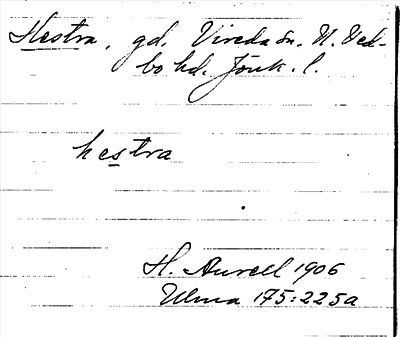 Hestra, gd. Vireda sn. N. Ved-
bo hd. Jönk. l.
hestra
H. Aurell 1906
Ulma 175:225a